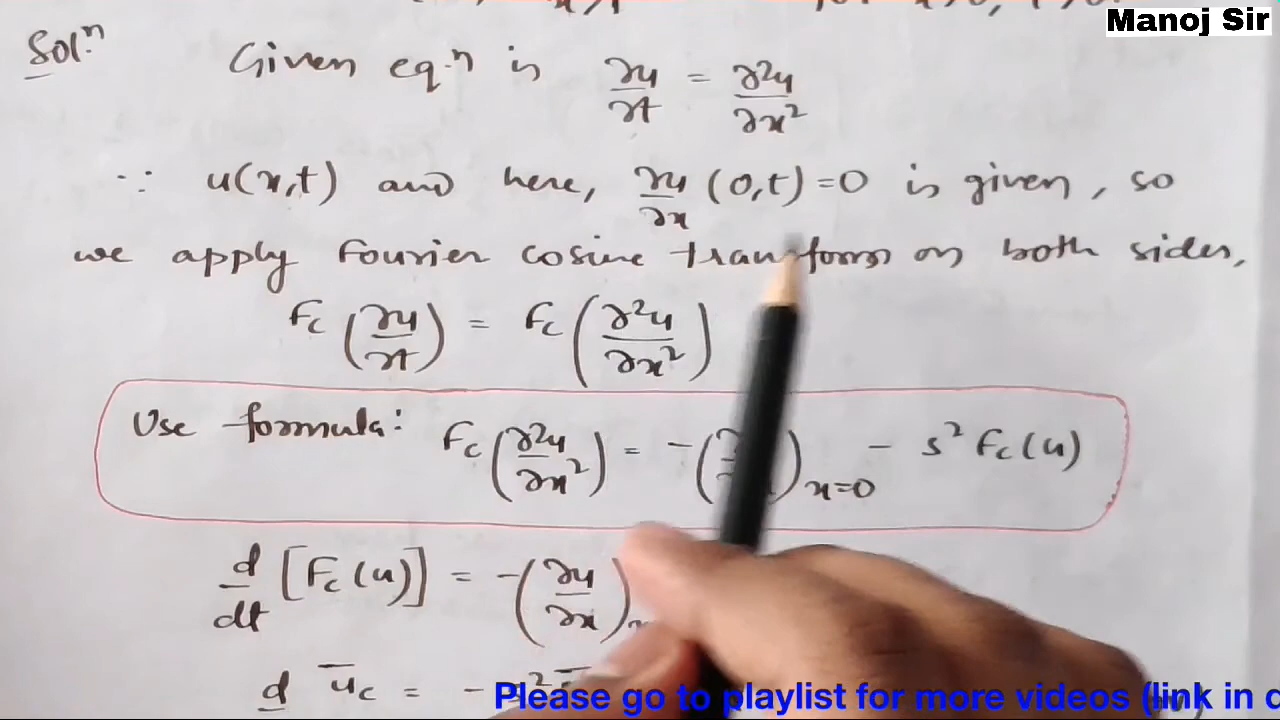 Manoj Sir
Solⁿ Given eq.ⁿ is ∂u/∂t = ∂²u/∂x²
∵ u(x,t) and here, ∂u/∂x (0,t)=0 is given, so
we apply Fourier cosine transform on both sides,
Fc (∂u/∂t) = Fc (∂²u/∂x²)
Use formula: Fc (∂²u/∂x²) = -( )x=0 - s² Fc(u)
d/dt [Fc(u)] = -(∂u/∂x)
d u̅c = -
Please go to playlist for more videos (link in